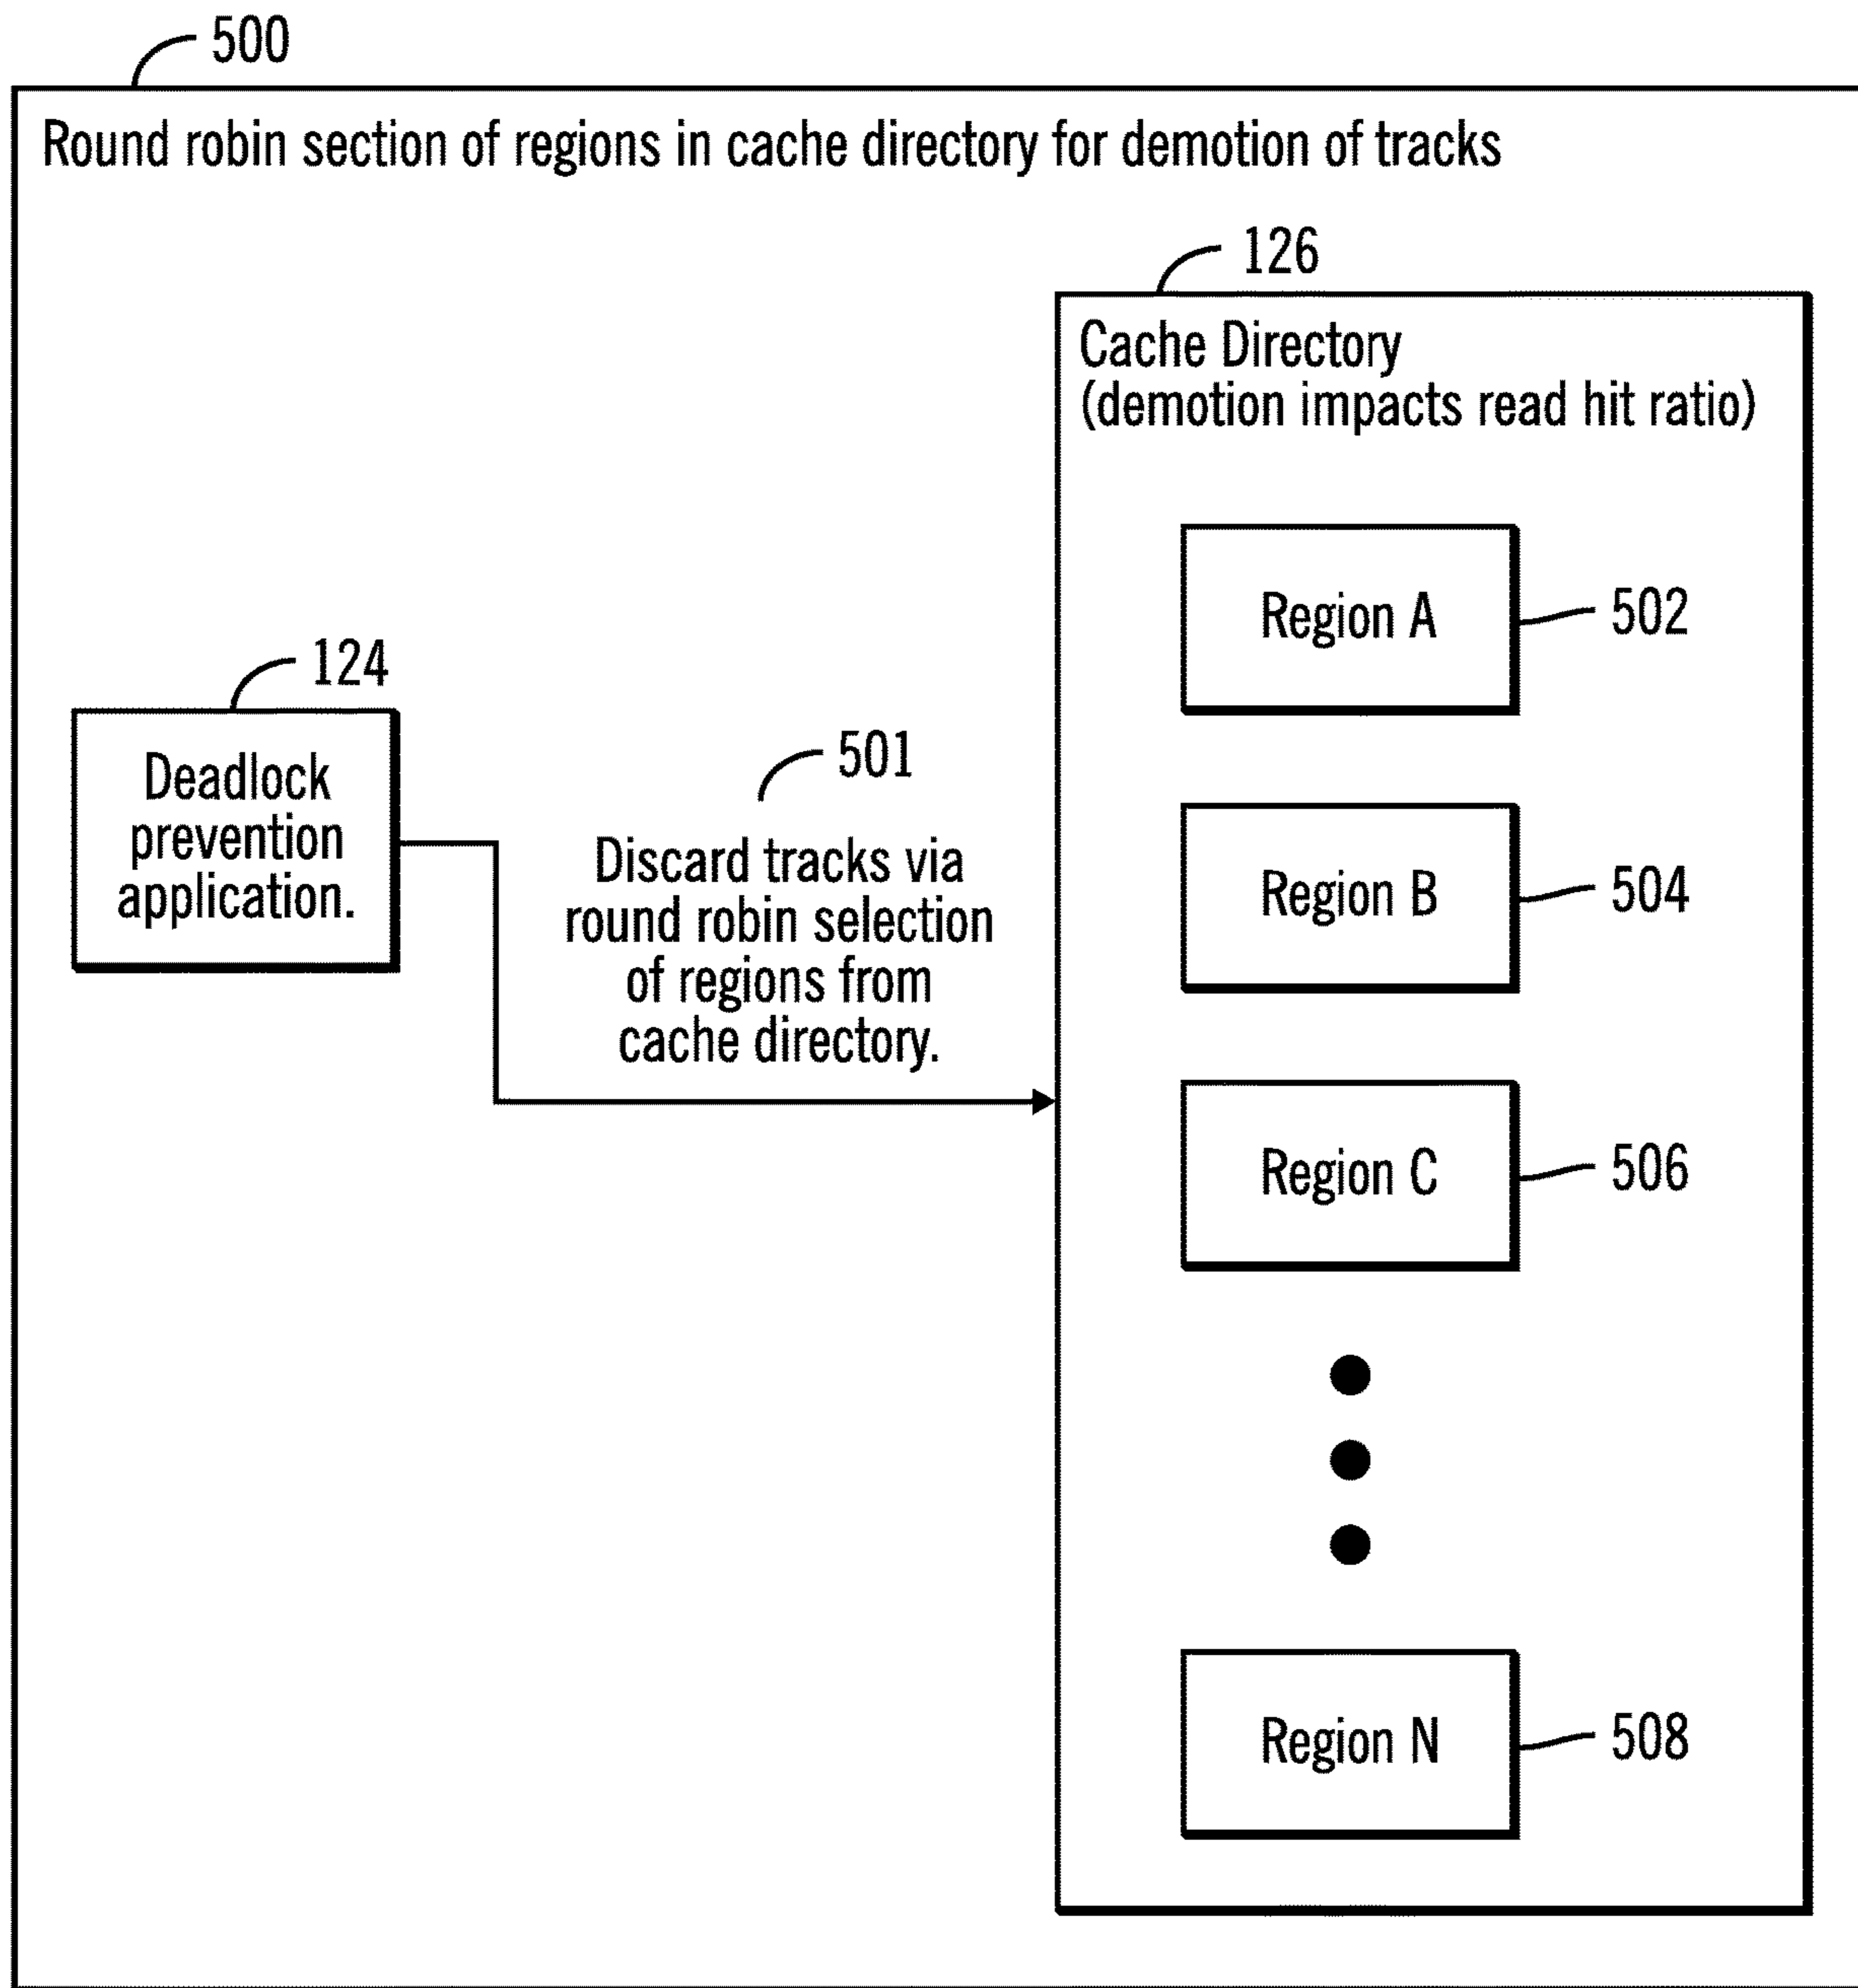 500
Round robin section of regions in cache directory for demotion of tracks
126
Cache Directory
(demotion impacts read hit ratio)
Region A
502
124
Deadlock
prevention
application.
501
Discard tracks via
round robin selection
of regions from
cache directory.
Region B
504
Region C
506
Region N
508